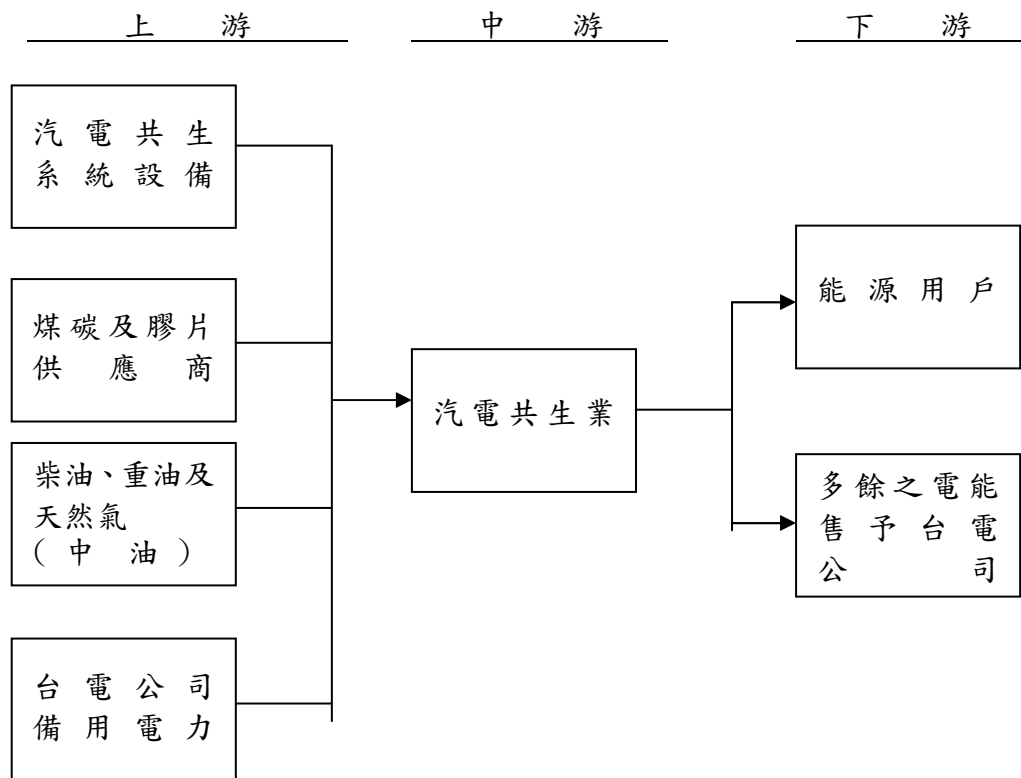 上游
中游
下游
汽電共生
系統設備
煤碳及膠片
供應商
柴油、重油及
天然氣
(中油)
台電公司
備用電力
汽電共生業
能源用戶
多餘之電能
售予台電
公司